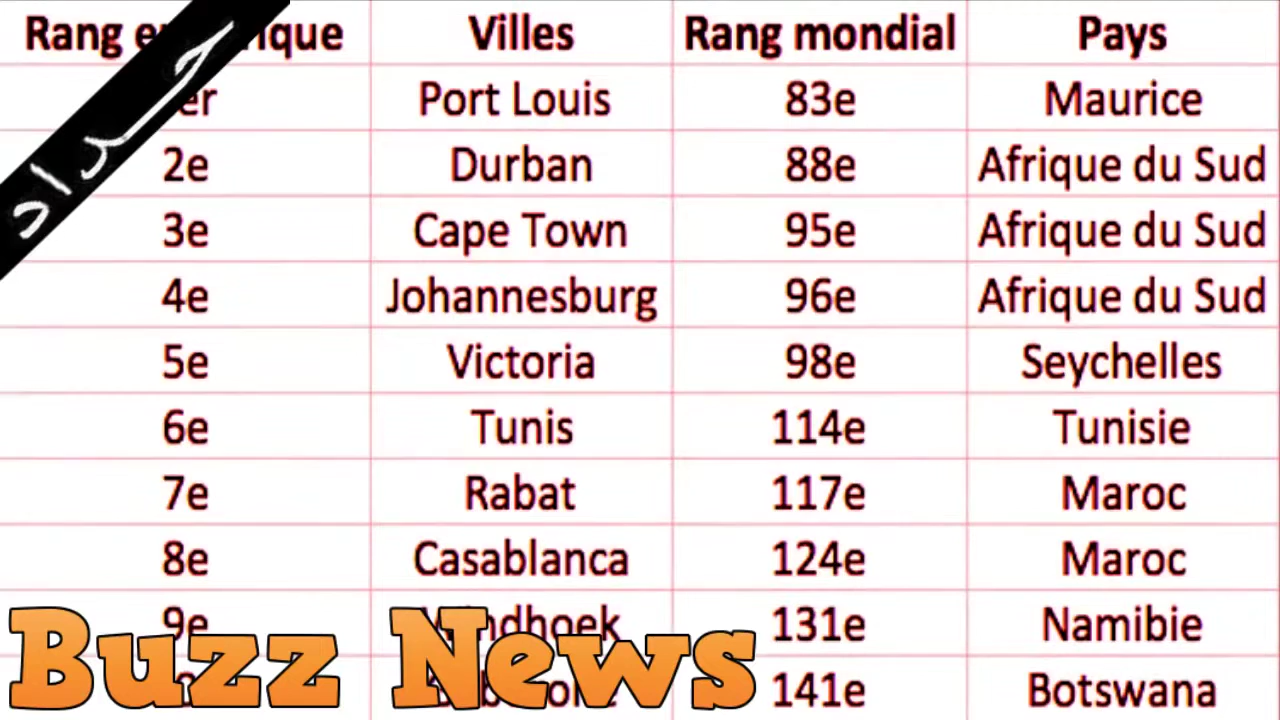 Rang en Afrique Villes Rang mondial Pays
1er Port Louis 83e Maurice
2e Durban 88e Afrique du Sud
3e Cape Town 95e Afrique du Sud
4e Johannesburg 96e Afrique du Sud
5e Victoria 98e Seychelles
6e Tunis 114e Tunisie
7e Rabat 117e Maroc
8e Casablanca 124e Maroc
9e Windhoek 131e Namibie
141e Botswana
Buzz News